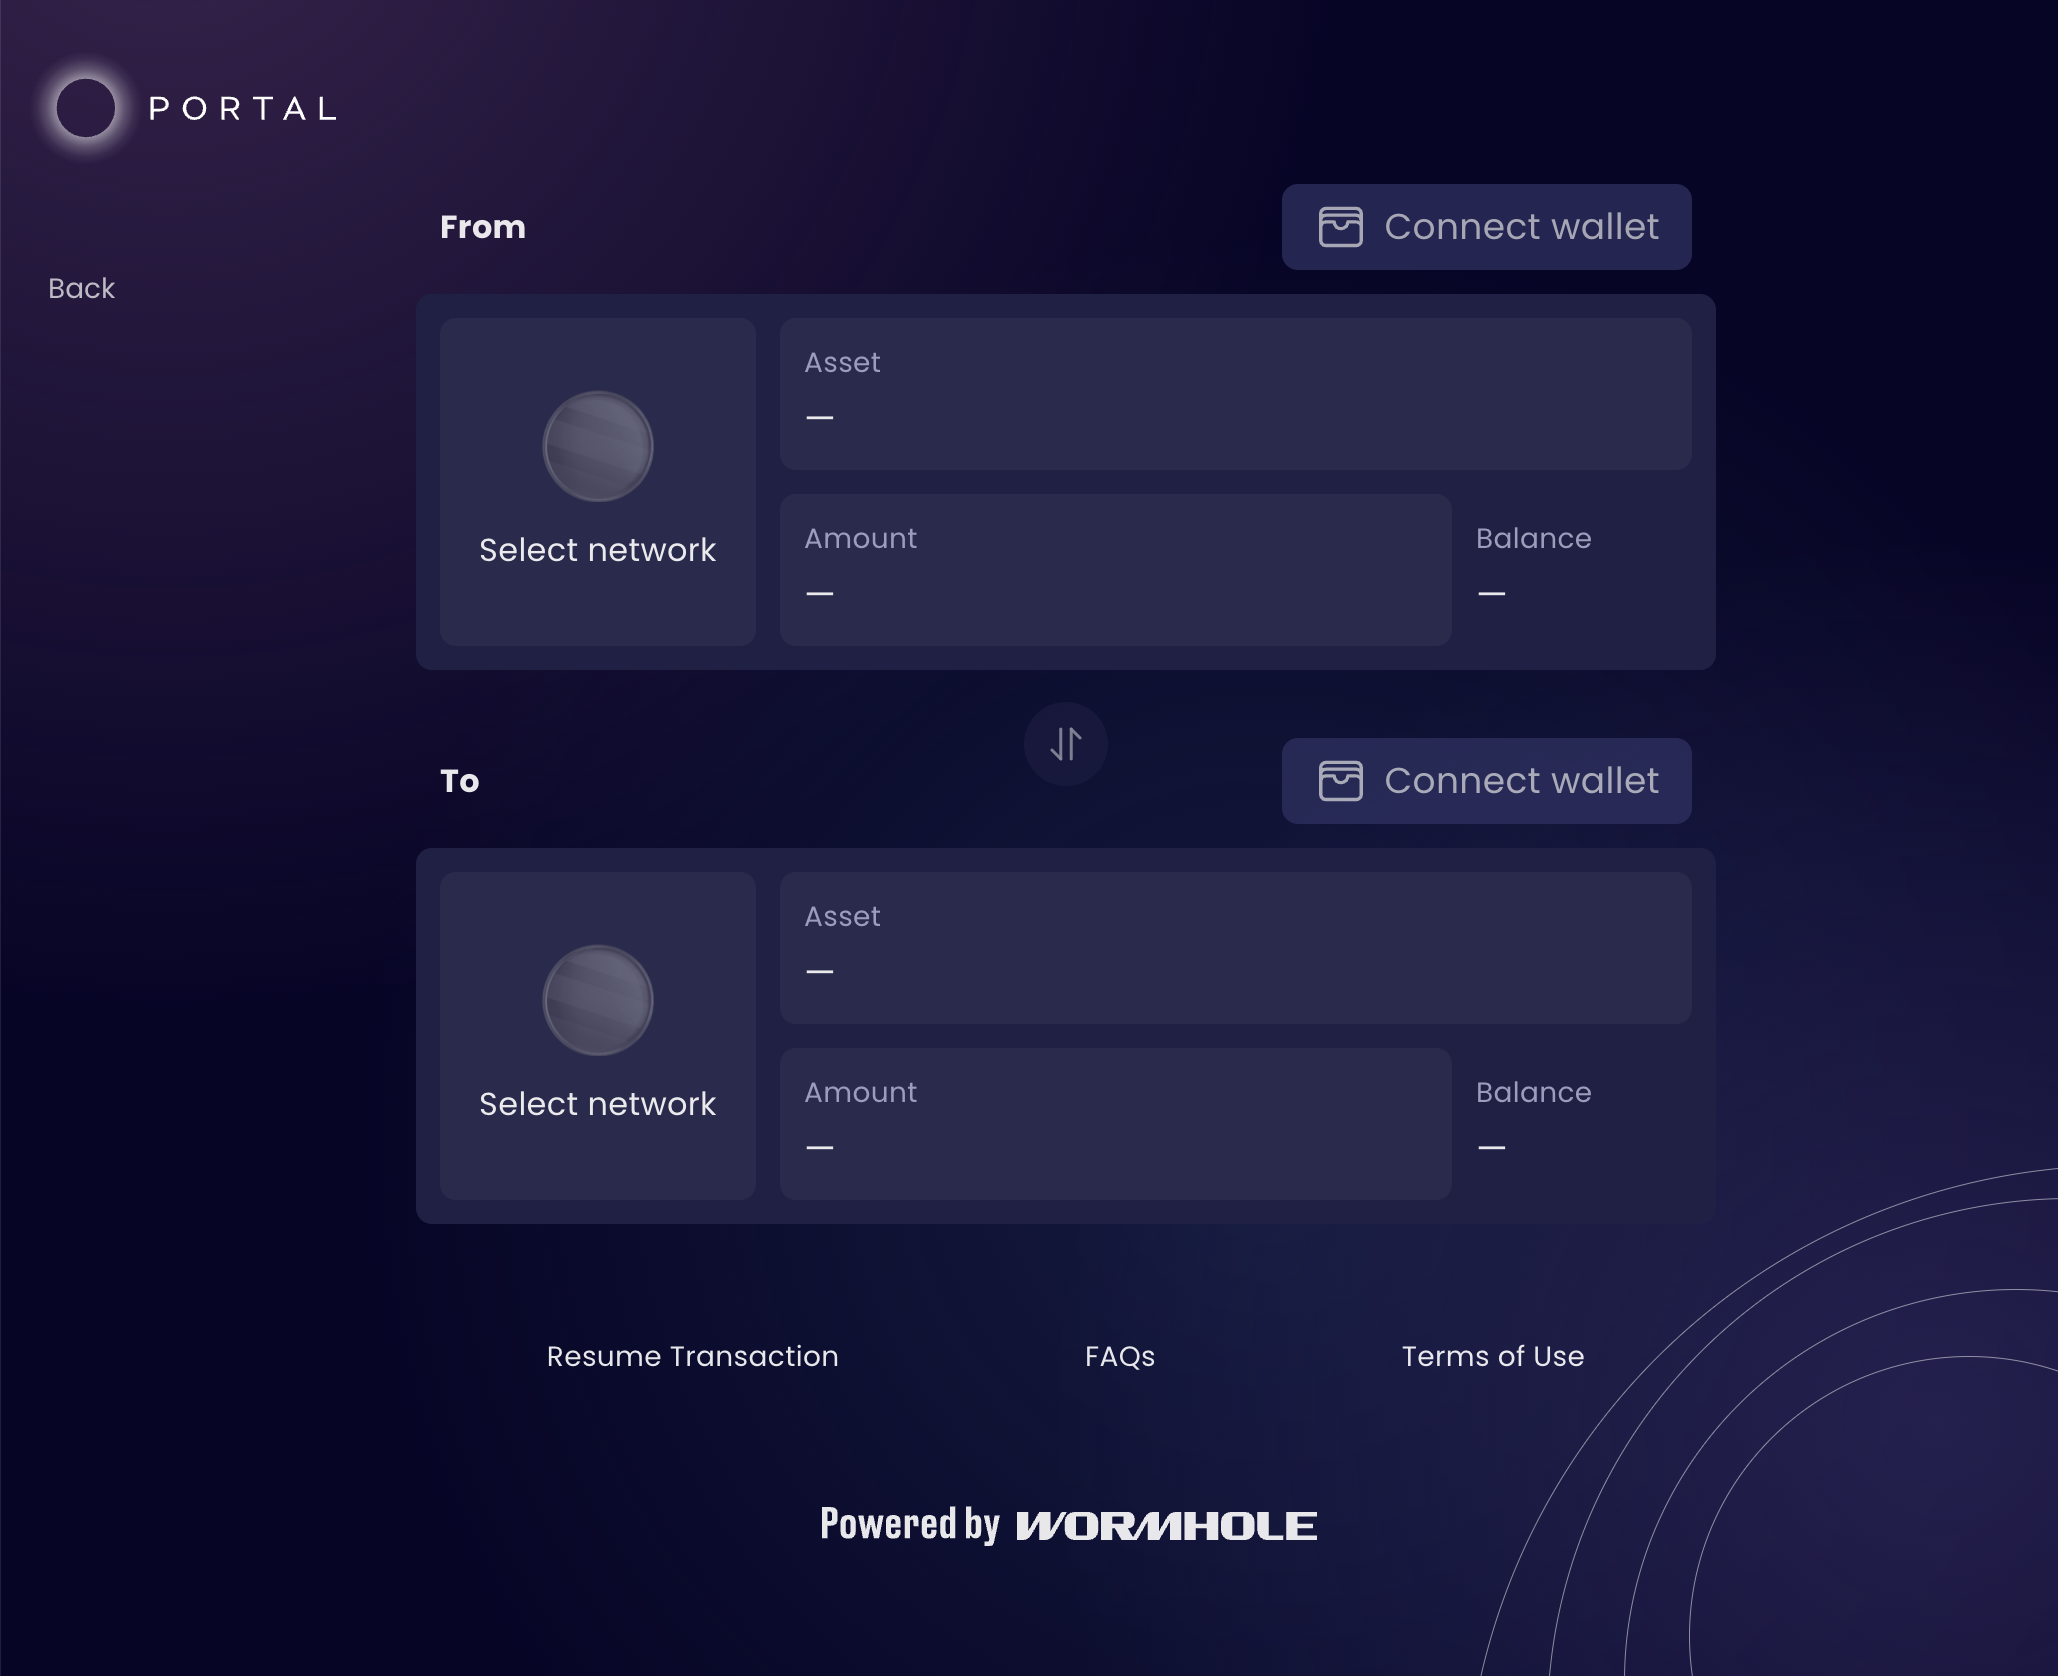 PORTAL
Back
From
Connect wallet
Select network
Asset
—
Amount
—
Balance
—
To
Connect wallet
Select network
Asset
—
Amount
—
Balance
—
Resume Transaction
FAQs
Terms of Use
Powered by WORMHOLE